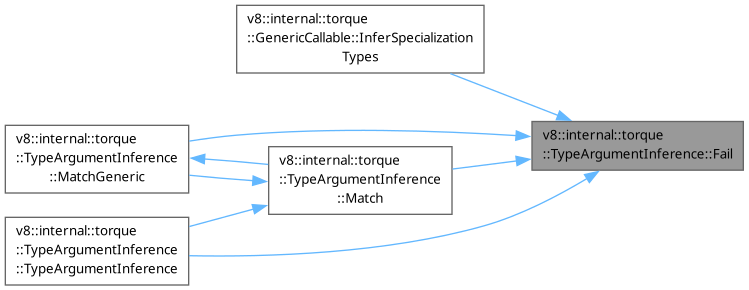 v8::internal::torque
::GenericCallable::InferSpecialization
Types
v8::internal::torque
::TypeArgumentInference
::MatchGeneric
v8::internal::torque
::TypeArgumentInference
::Match
v8::internal::torque
::TypeArgumentInference::Fail
v8::internal::torque
::TypeArgumentInference
::TypeArgumentInference